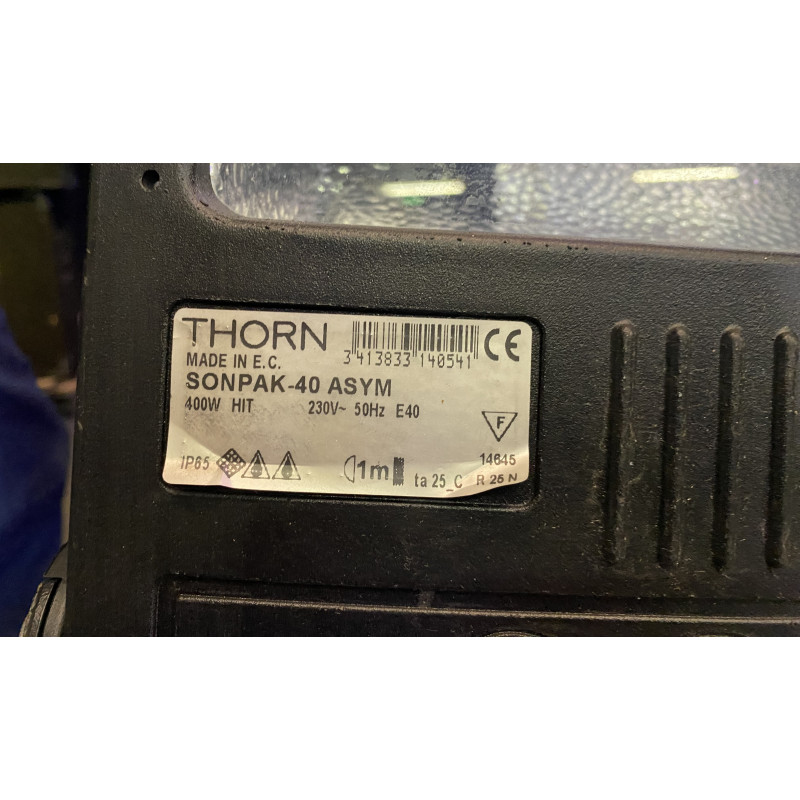 THORN
MADE IN E.C.
3 413833 140541
CE
SONPAK-40 ASYM
400W HIT 230V~ 50Hz E40
F
IP65 1m ta 25_C
14645
R 25 N